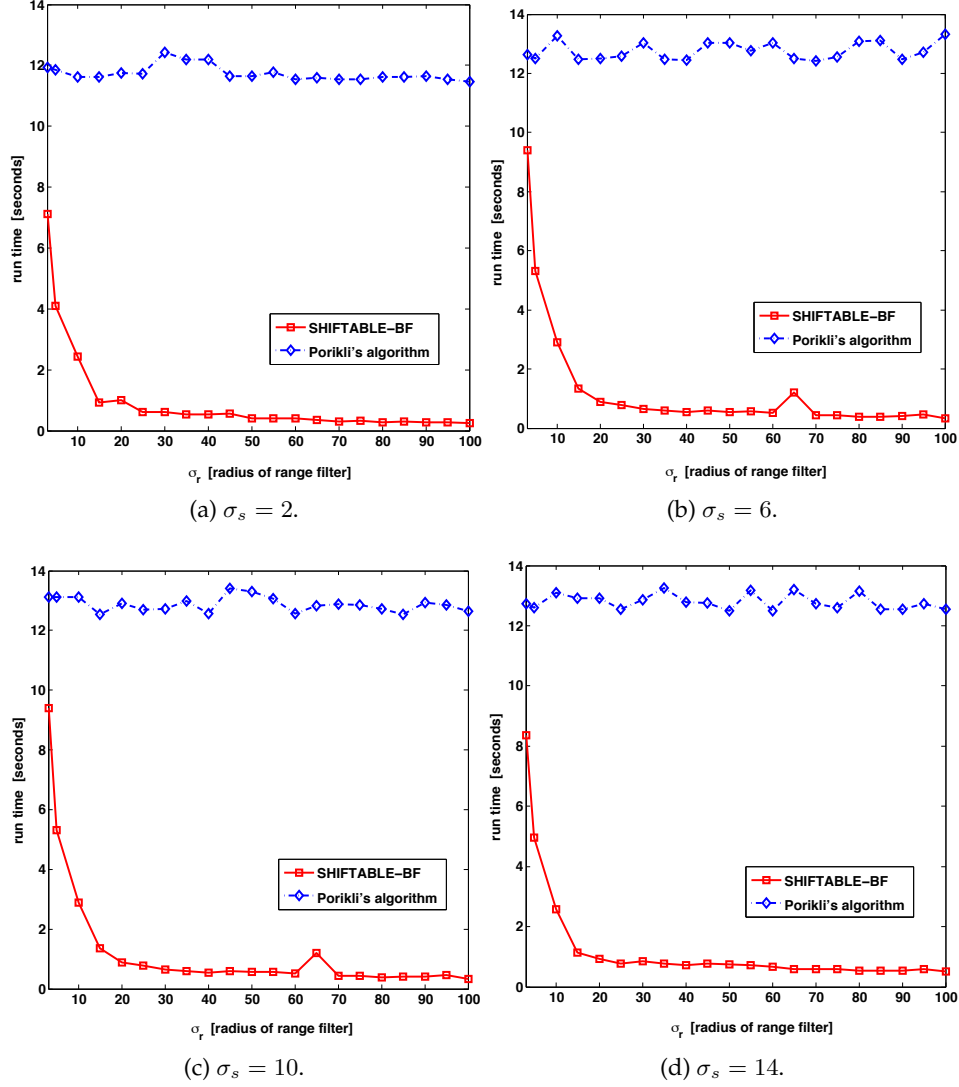 14
12
10
8
6
4
2
0
run time [seconds]
SHIFTABLE−BF
Porikli's algorithm
10 20 30 40 50 60 70 80 90 100
σr [radius of range filter]
(a) σs = 2.
14
12
10
8
6
4
2
0
run time [seconds]
SHIFTABLE−BF
Porikli's algorithm
10 20 30 40 50 60 70 80 90 100
σr [radius of range filter]
(b) σs = 6.
14
12
10
8
6
4
2
0
run time [seconds]
SHIFTABLE−BF
Porikli's algorithm
10 20 30 40 50 60 70 80 90 100
σr [radius of range filter]
(c) σs = 10.
14
12
10
8
6
4
2
0
run time [seconds]
SHIFTABLE−BF
Porikli's algorithm
10 20 30 40 50 60 70 80 90 100
σr [radius of range filter]
(d) σs = 14.